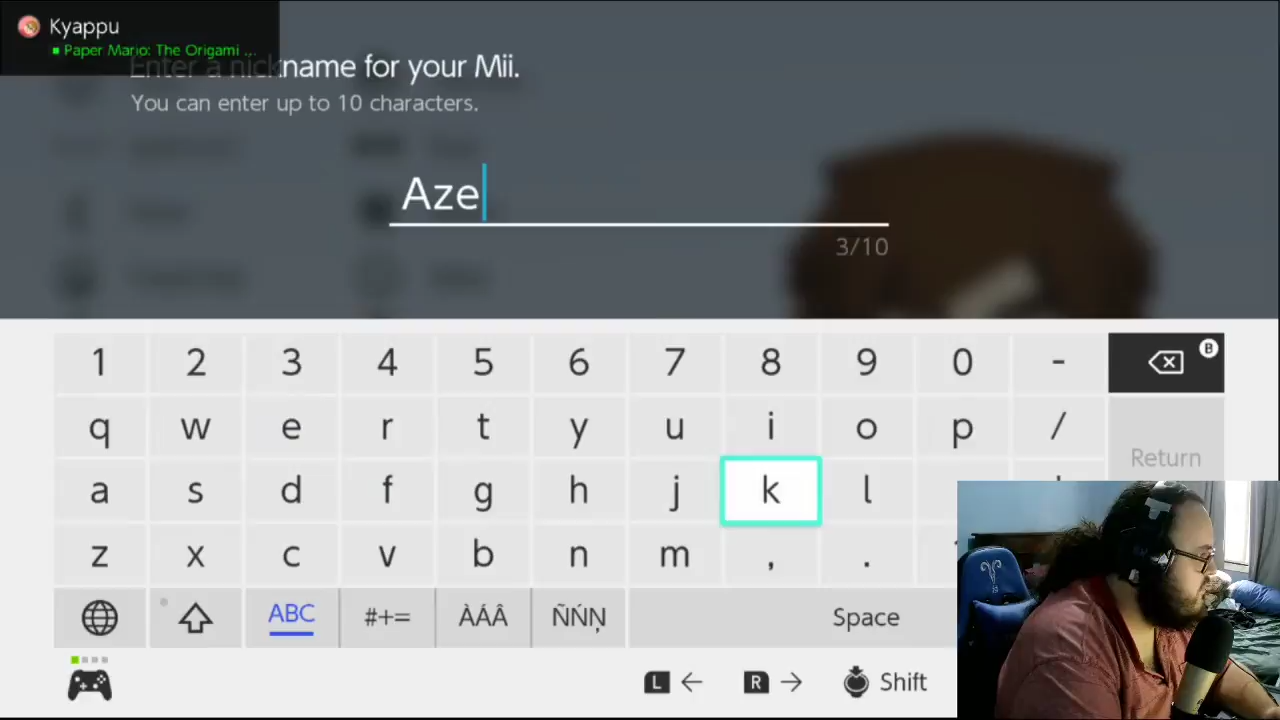 Kyappu
Paper Mario: The Origami ...
Enter a nickname for your Mii.
You can enter up to 10 characters.
Aze
3/10
1 2 3 4 5 6 7 8 9 0 -
B
q w e r t y u i o p /
Return
a s d f g h j k l
z x c v b n m , .
ABC #+= ÀÁÂ ÑŃŅ Space
L ← R → Shift